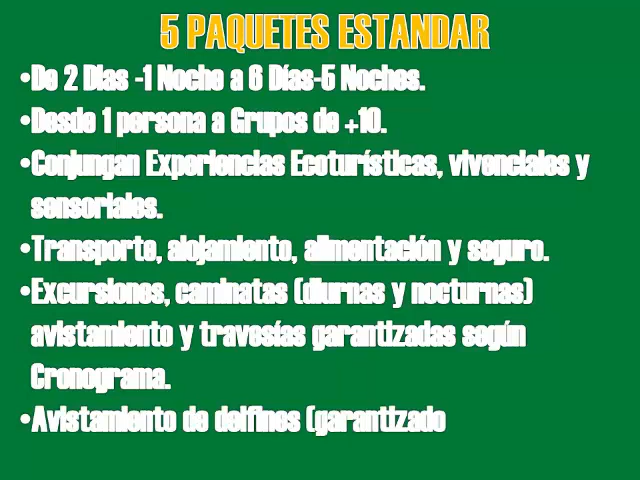 5 PAQUETES ESTANDAR
•De 2 Dias -1 Noche a 6 Días-5 Noches.
•Desde 1 persona a Grupos de +10.
•Conjungan Experiencias Ecoturísticas, vivenciales y
sensoriales.
•Transporte, alojamiento, alimentación y seguro.
•Excursiones, caminatas (diurnas y nocturnas)
avistamiento y travesías garantizadas según
Cronograma.
•Avistamiento de delfines (garantizado